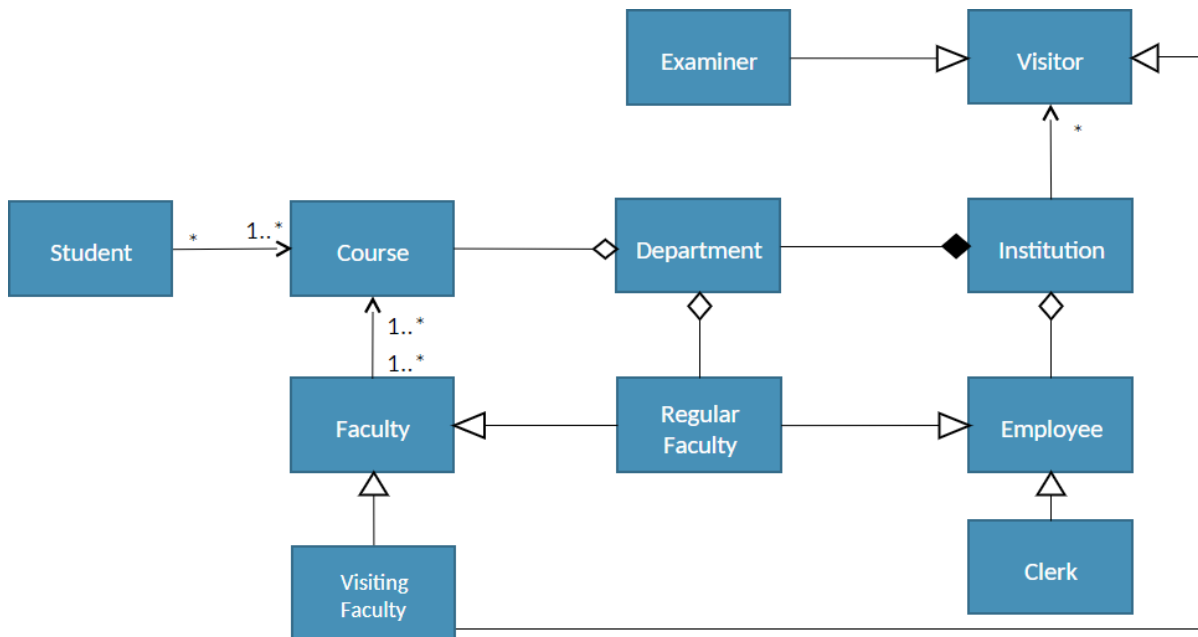 Examiner
Visitor
*
Student
*
1..*
Course
Department
Institution
1..*
1..*
Faculty
Regular
Faculty
Employee
Visiting
Faculty
Clerk